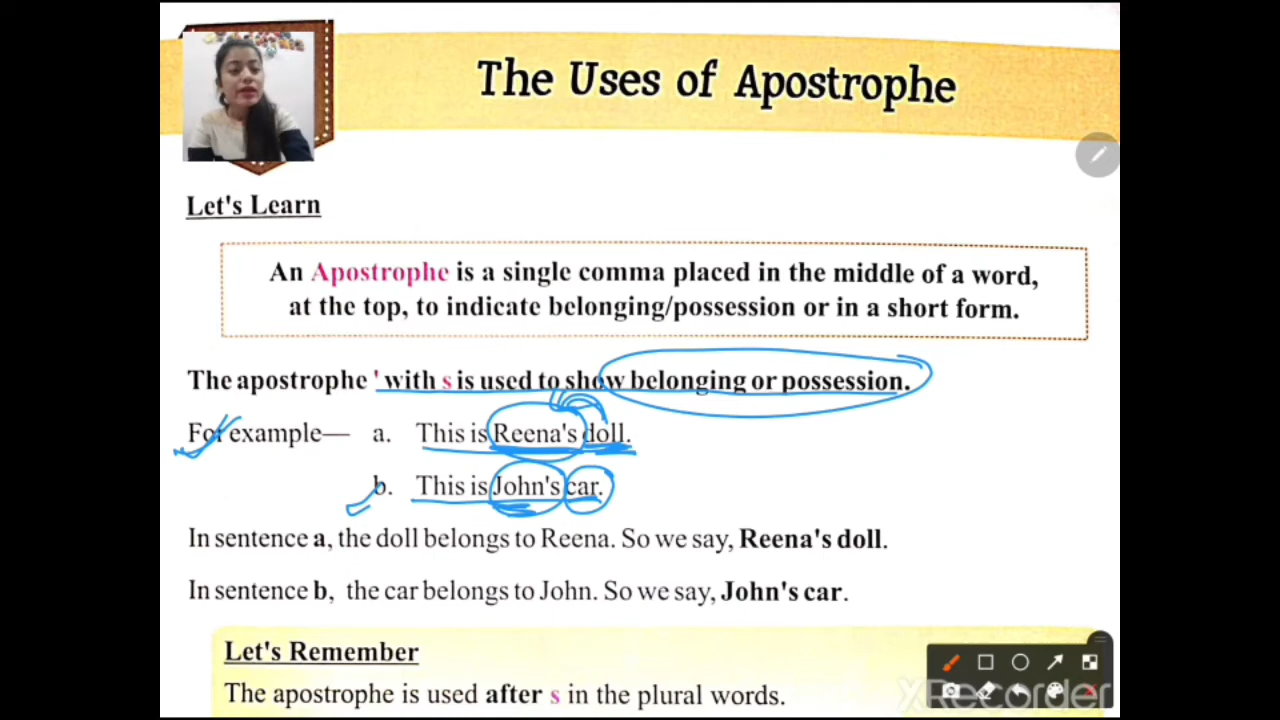 The Uses of Apostrophe
Let's Learn
An Apostrophe is a single comma placed in the middle of a word,
at the top, to indicate belonging/possession or in a short form.
The apostrophe ' with s is used to show belonging or possession.
For example— a. This is Reena's doll.
b. This is John's car.
In sentence a, the doll belongs to Reena. So we say, Reena's doll.
In sentence b, the car belongs to John. So we say, John's car.
Let's Remember
The apostrophe is used after s in the plural words.
XRecorder